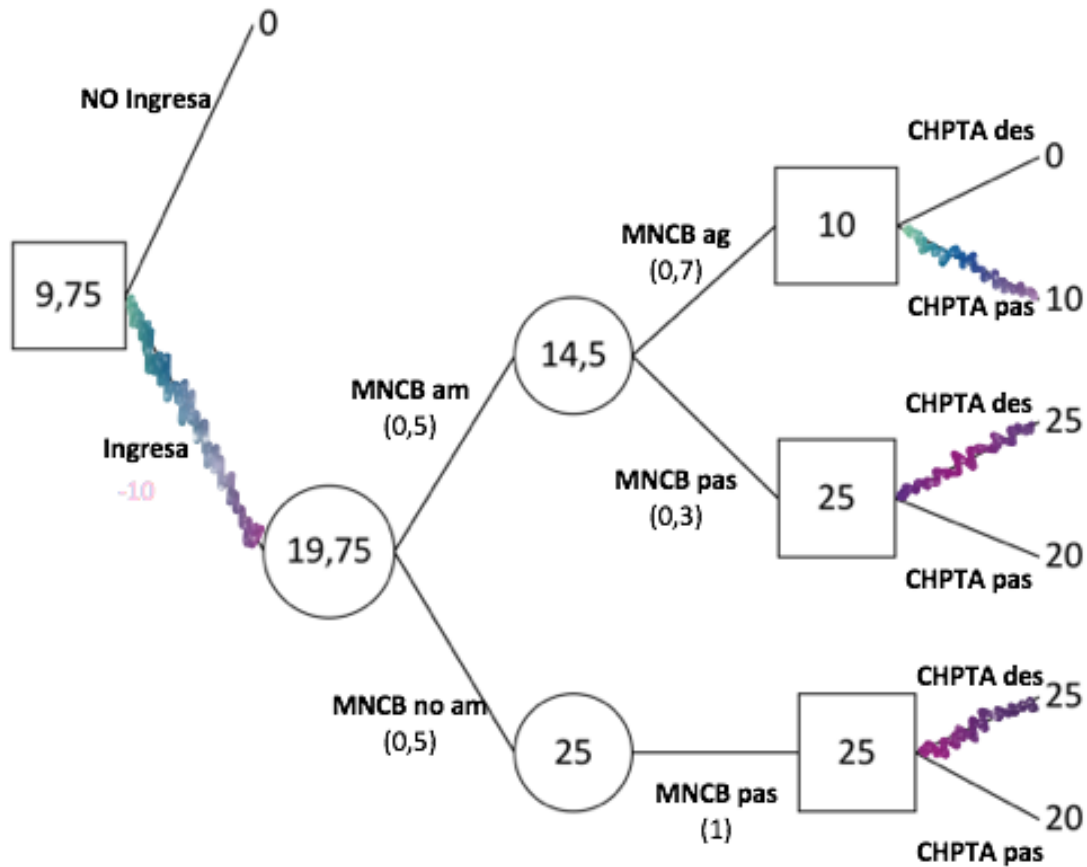 0
NO Ingresa
9,75
Ingresa
-10
19,75
MNCB am
(0,5)
MNCB no am
(0,5)
14,5
25
MNCB ag
(0,7)
MNCB pas
(0,3)
MNCB pas
(1)
10
CHPTA des
0
CHPTA pas
10
25
CHPTA des
25
CHPTA pas
20
25
CHPTA des
25
CHPTA pas
20